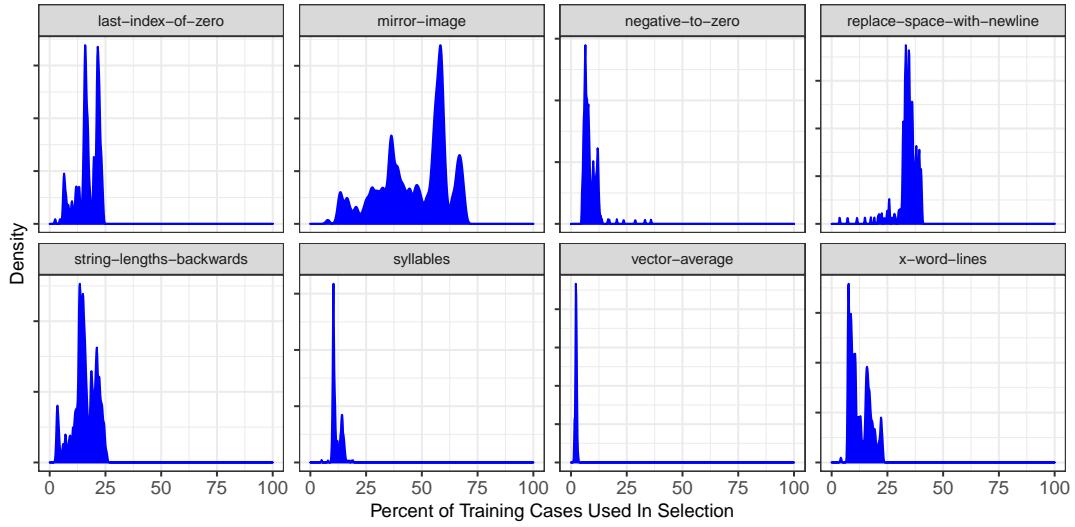 last−index−of−zero
mirror−image
negative−to−zero
replace−space−with−newline
Density
string−lengths−backwards
syllables
vector−average
x−word−lines
0 25 50 75 100
0 25 50 75 100
0 25 50 75 100
0 25 50 75 100
Percent of Training Cases Used In Selection